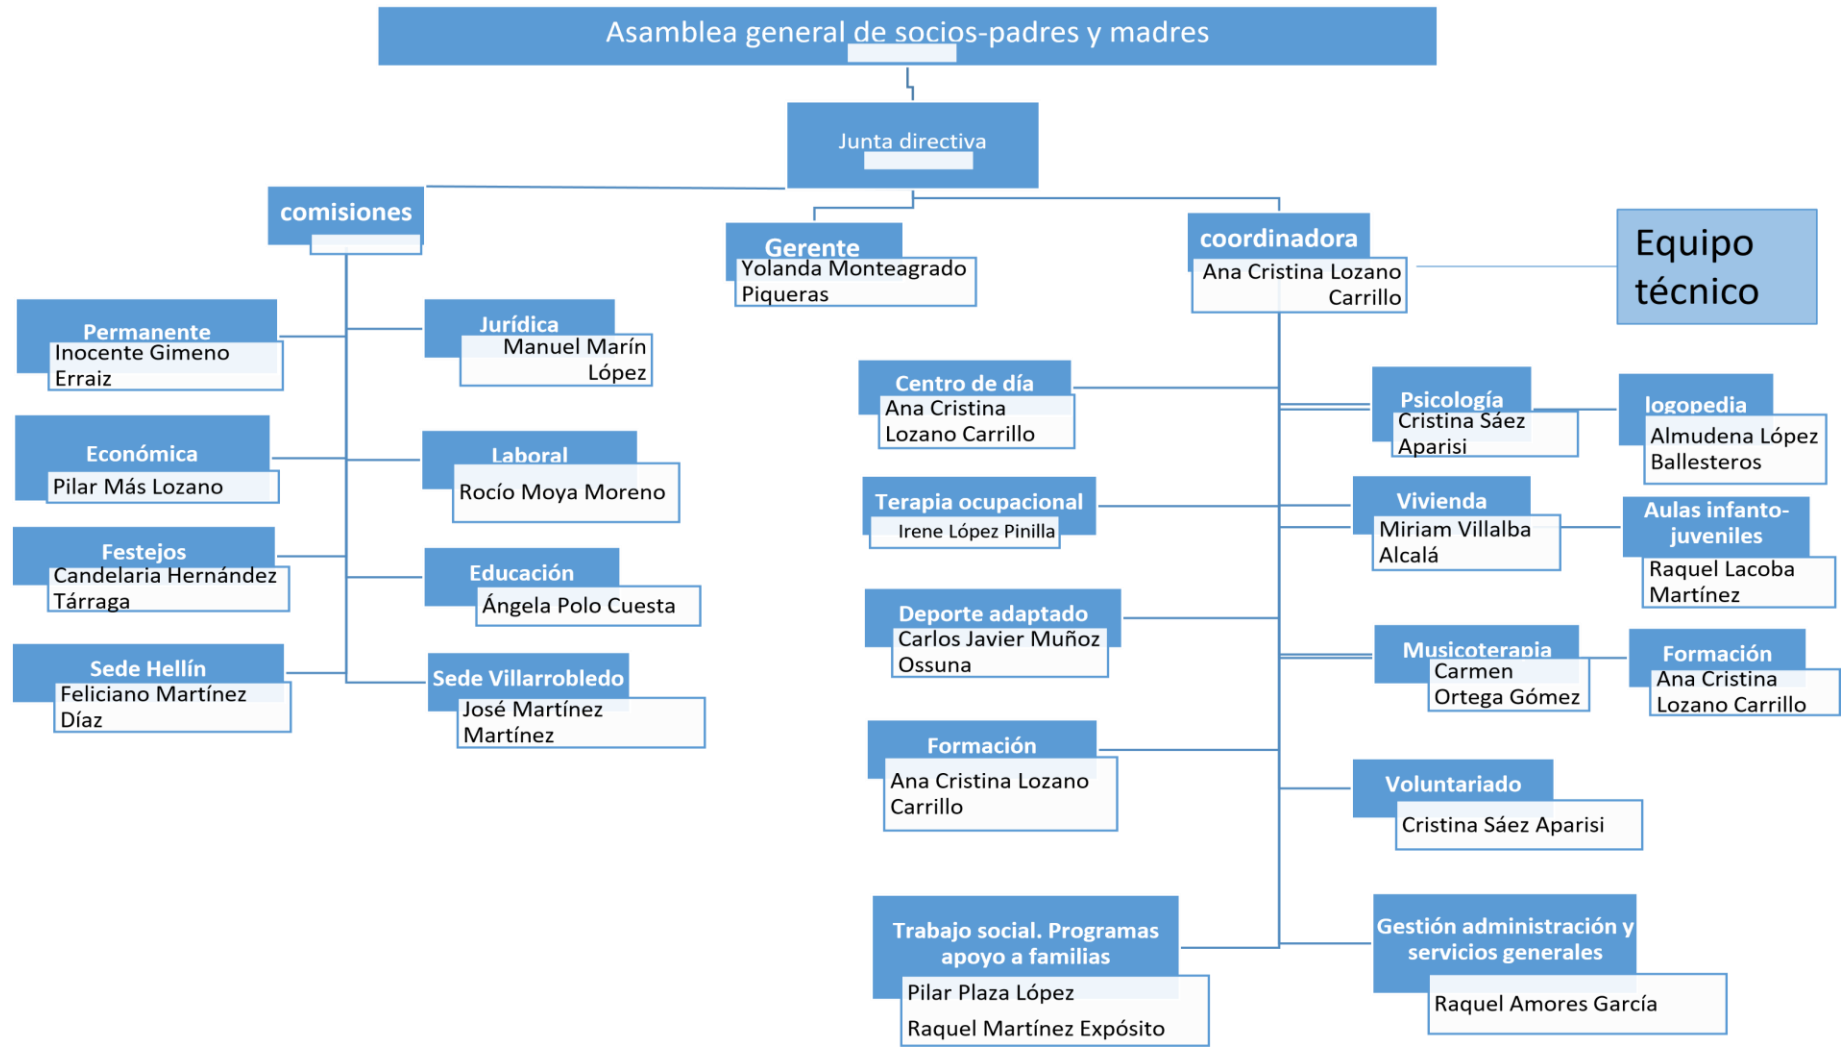 Asamblea general de socios-padres y madres
Junta directiva
comisiones
Gerente
Yolanda Monteagrado
Piqueras
coordinadora
Ana Cristina Lozano
Carrillo
Equipo
técnico
Permanente
Inocente Gimeno
Erraiz
Jurídica
Manuel Marín
López
Económica
Pilar Más Lozano
Laboral
Rocío Moya Moreno
Festejos
Candelaria Hernández
Tárraga
Educación
Ángela Polo Cuesta
Sede Hellín
Feliciano Martínez
Díaz
Sede Villarrobledo
José Martínez
Martínez
Centro de día
Ana Cristina
Lozano Carrillo
Psicología
Cristina Sáez
Aparisi
logopedia
Almudena López
Ballesteros
Terapia ocupacional
Irene López Pinilla
Vivienda
Miriam Villalba
Alcalá
Aulas infanto-
juveniles
Raquel Lacoba
Martínez
Deporte adaptado
Carlos Javier Muñoz
Ossuna
Musicoterapia
Carmen
Ortega Gómez
Formación
Ana Cristina
Lozano Carrillo
Formación
Ana Cristina Lozano
Carrillo
Voluntariado
Cristina Sáez Aparisi
Trabajo social. Programas
apoyo a familias
Pilar Plaza López
Raquel Martínez Expósito
Gestión administración y
servicios generales
Raquel Amores García